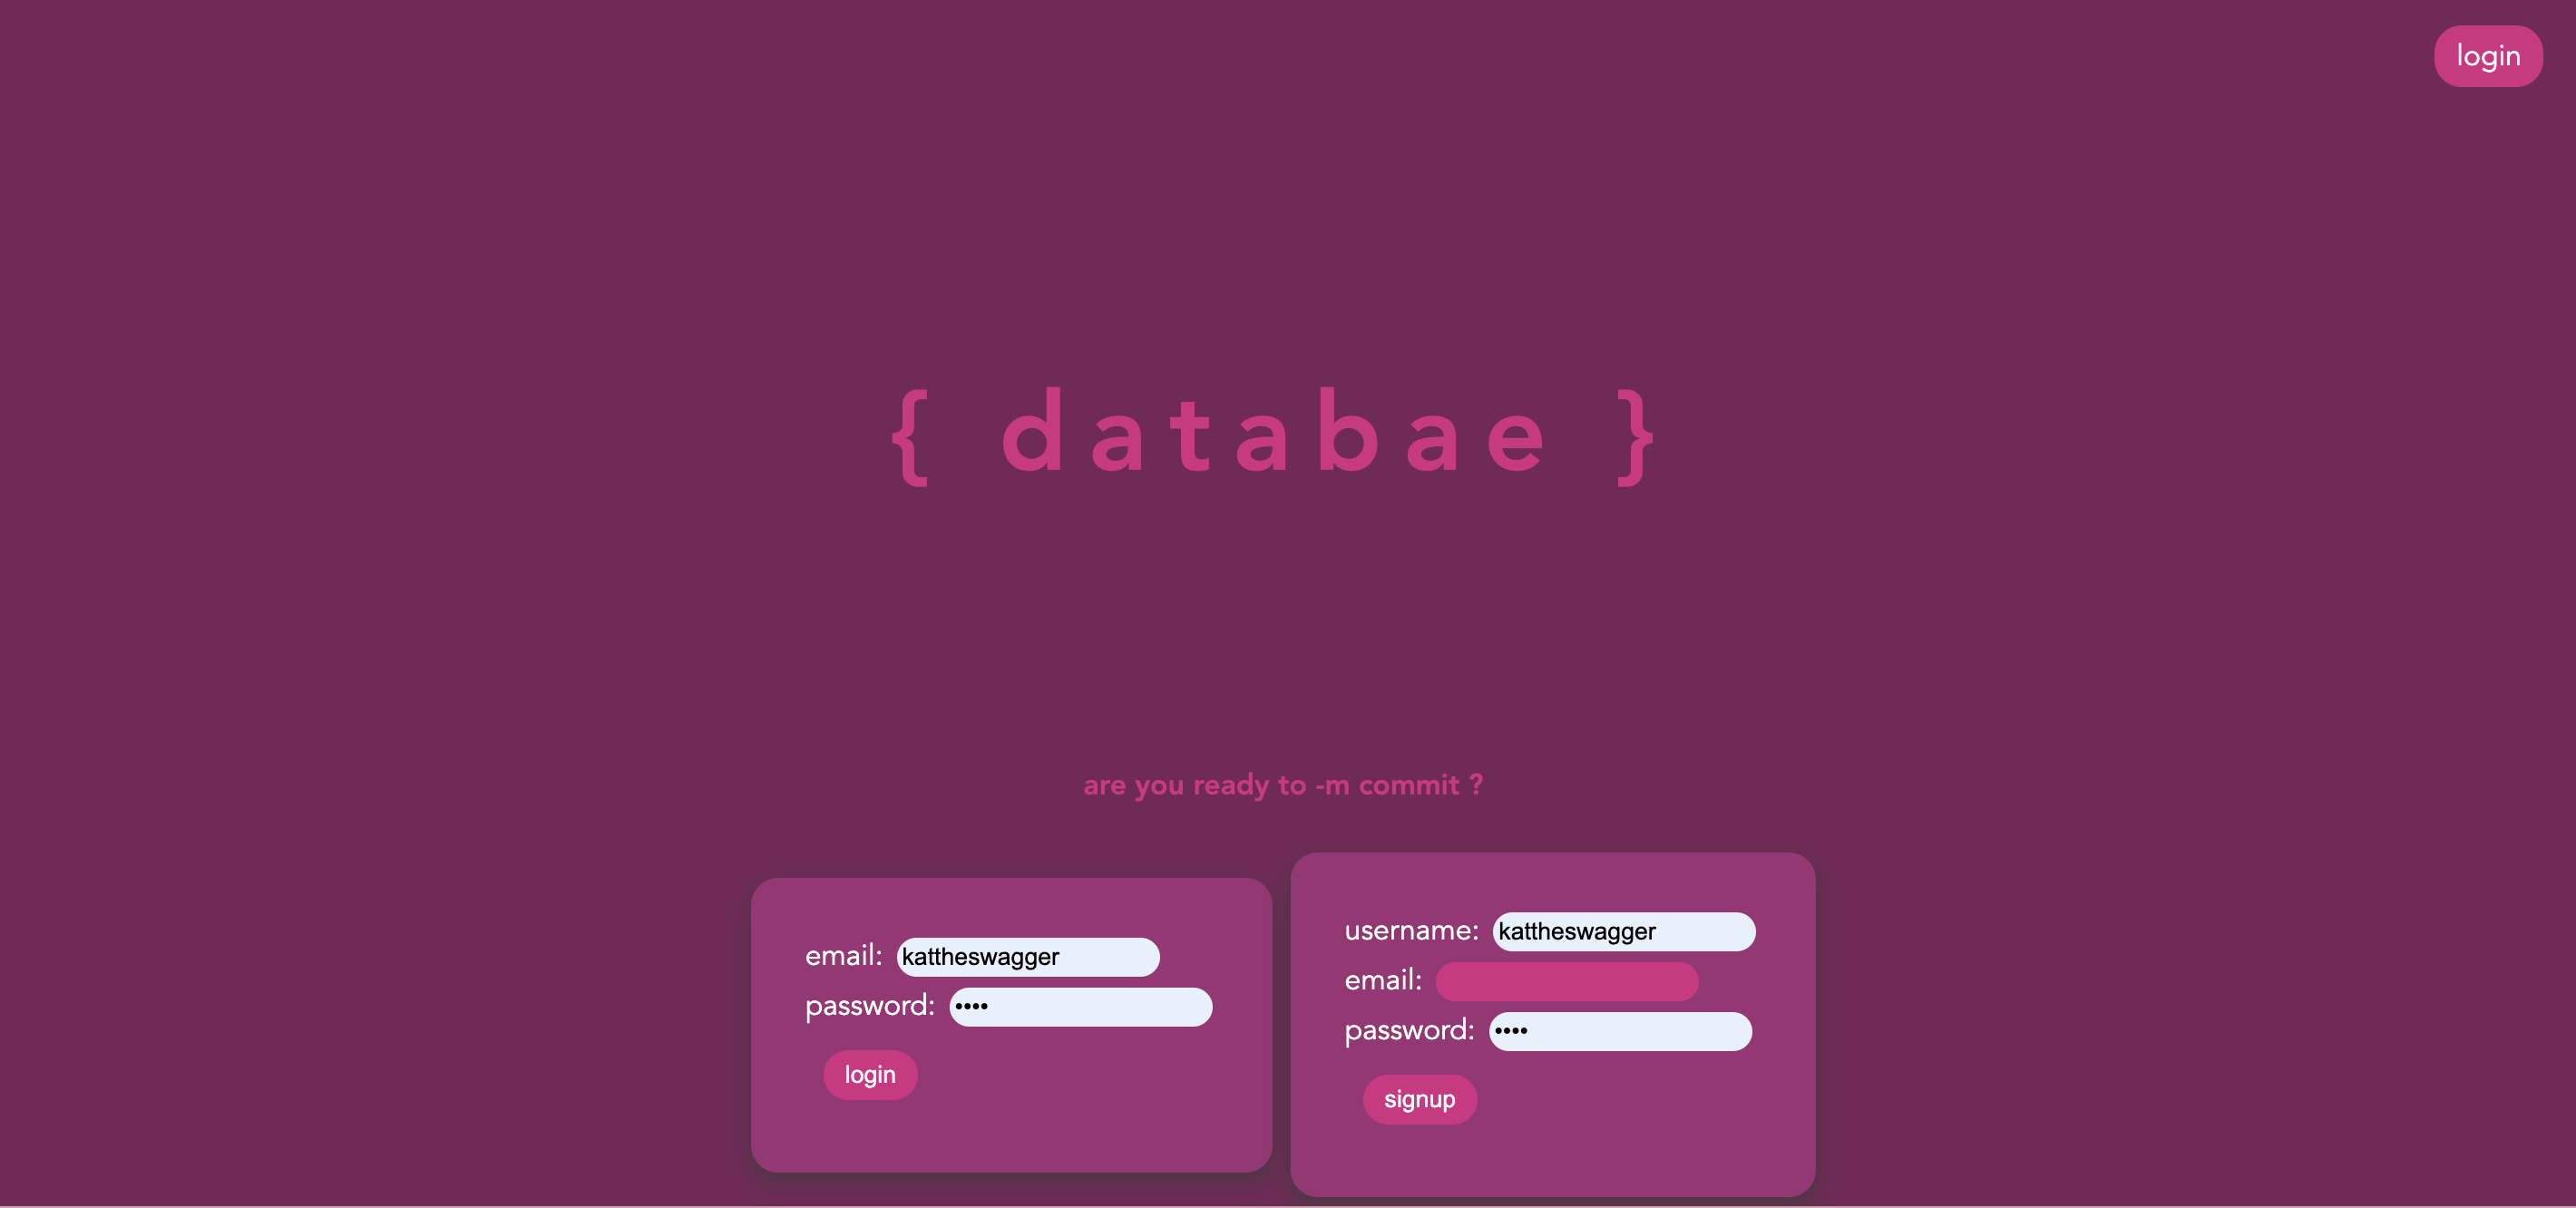 login
{ databae }
are you ready to -m commit ?
email: kattheswagger
password: ••••
login
username: kattheswagger
email:
password: ••••
signup